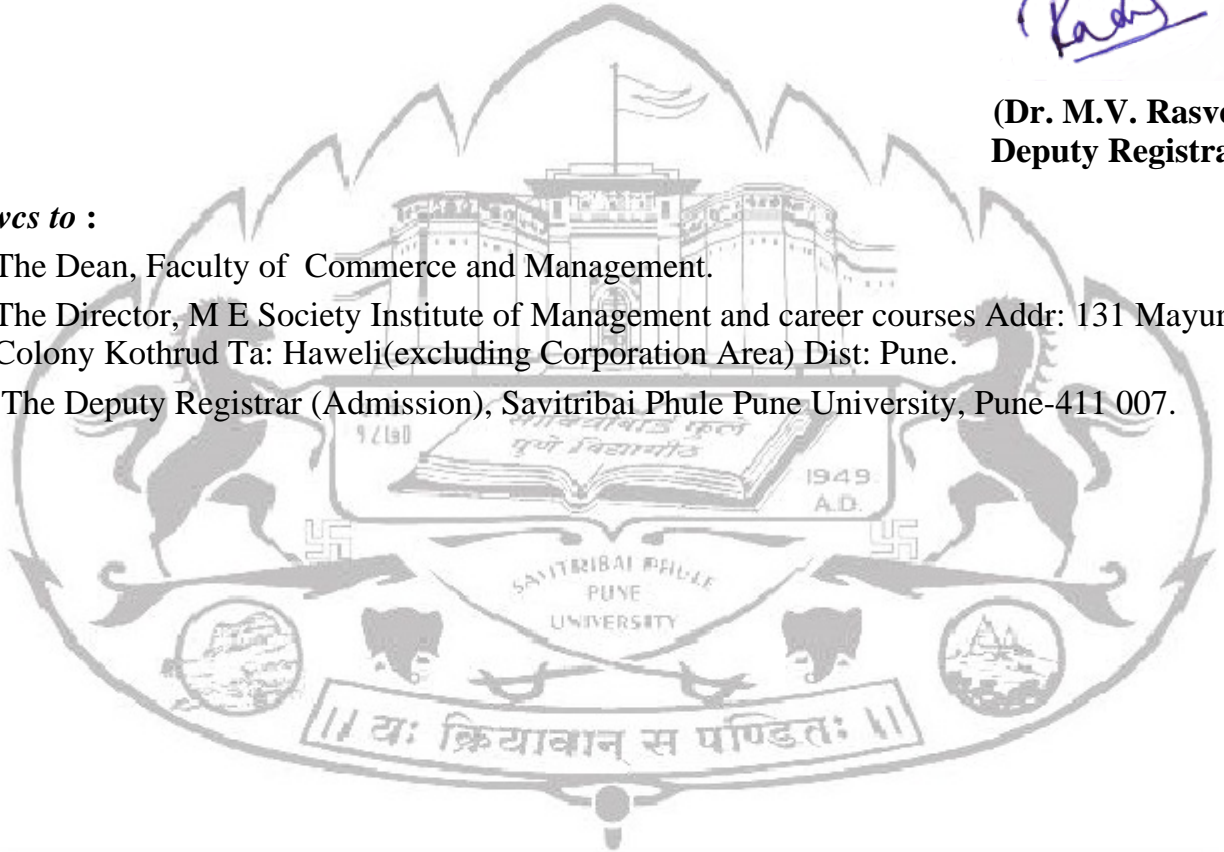 (Dr. M.V. Rasve
Deputy Registra
wcs to :
The Dean, Faculty of Commerce and Management.
The Director, M E Society Institute of Management and career courses Addr: 131 Mayur
Colony Kothrud Ta: Haweli(excluding Corporation Area) Dist: Pune.
The Deputy Registrar (Admission), Savitribai Phule Pune University, Pune-411 007.
सावित्रीबाई फुले
पुणे विद्यापीठ
1949
A.D.
SAVITRIBAI PHULE
PUNE
UNIVERSITY
॥ यः क्रियावान् स पण्डितः ॥